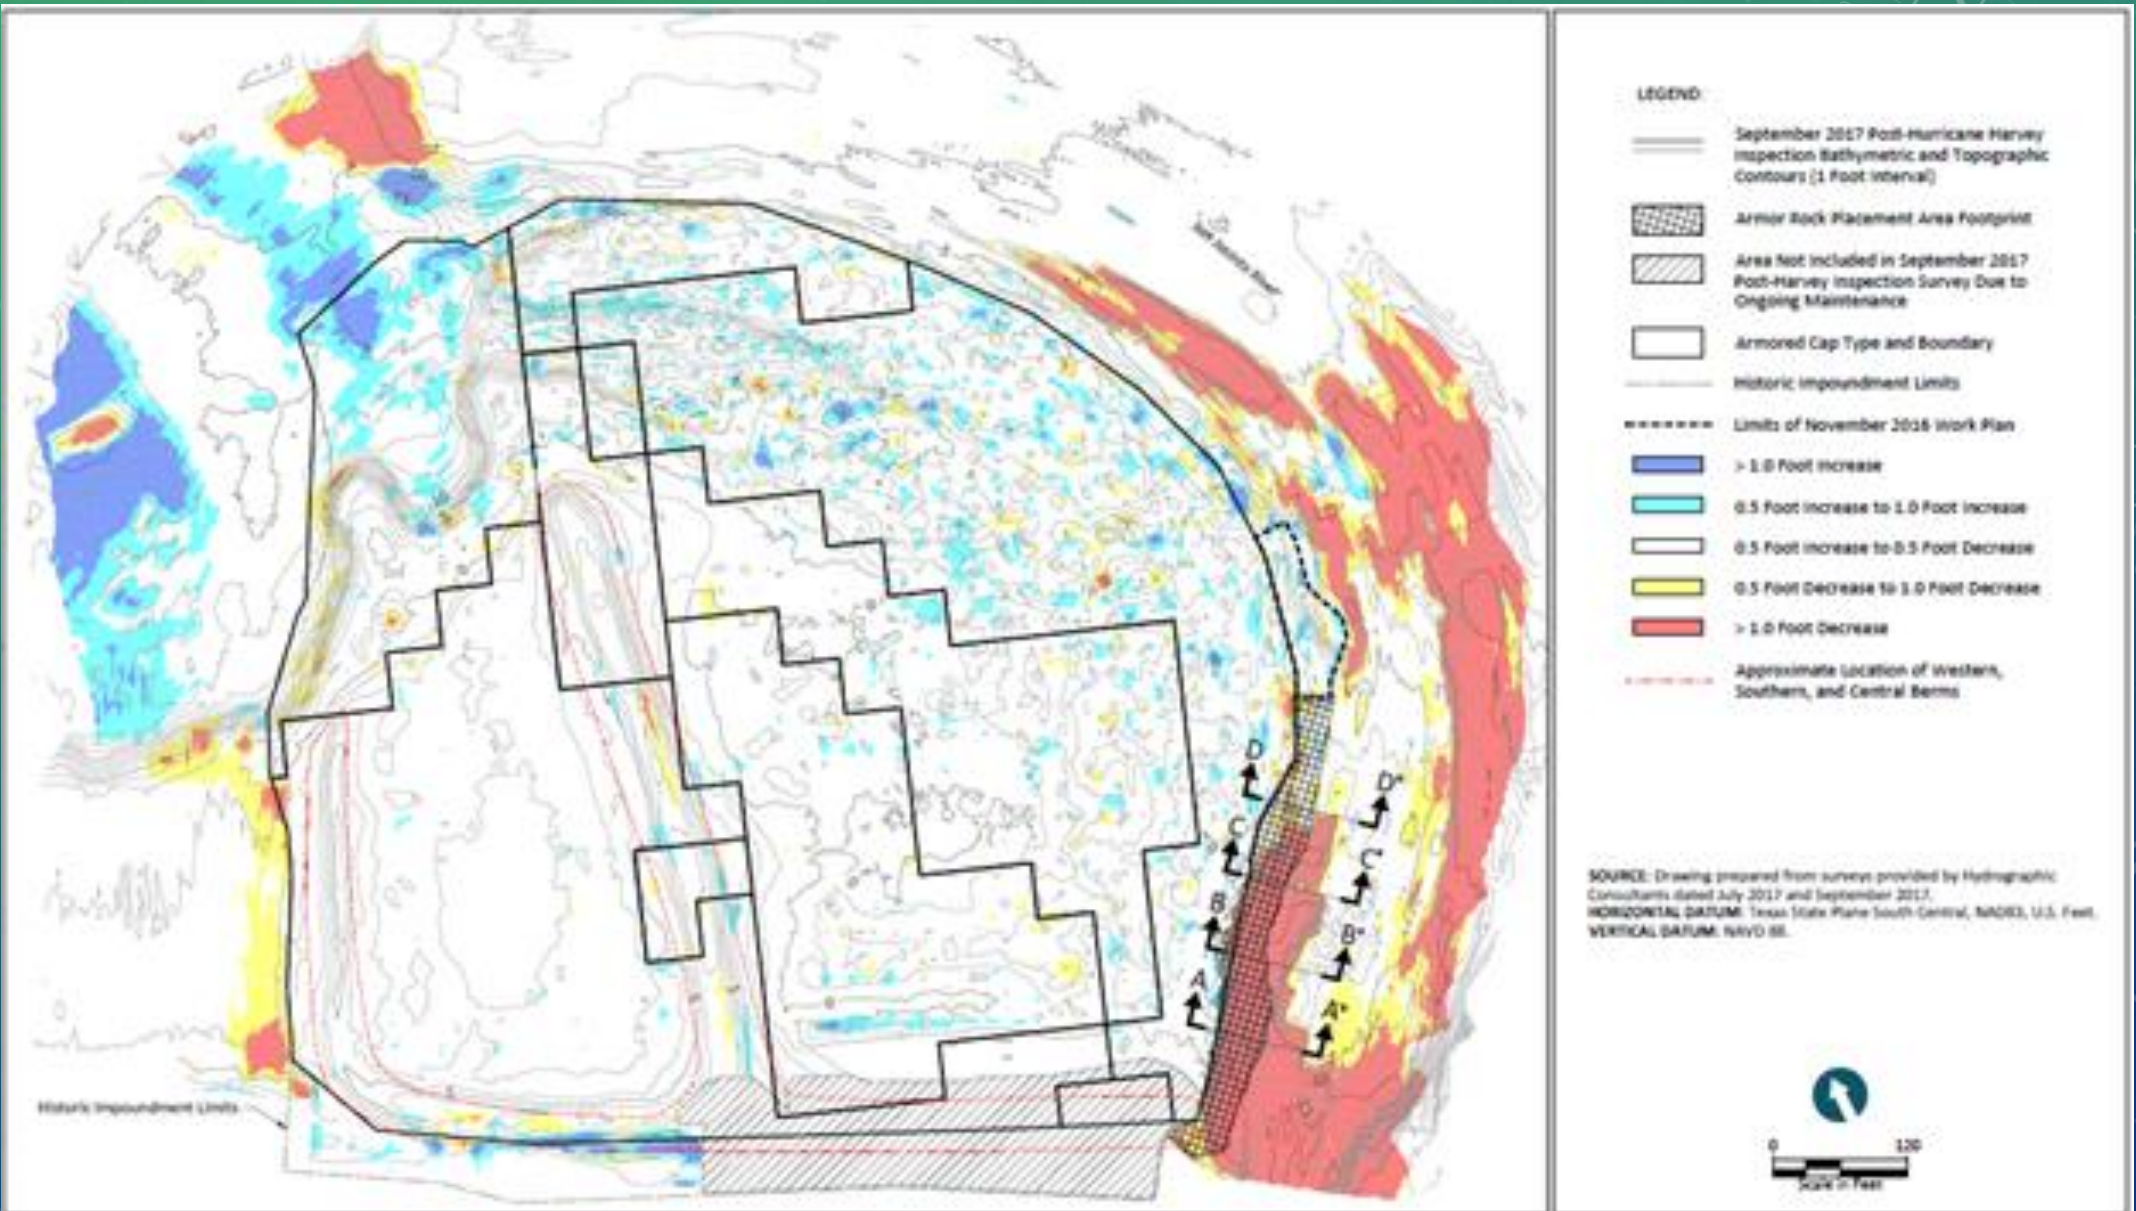 San Jacinto River
D
D'
C
C'
B
B'
A
A'
Historic Impoundment Limits
LEGEND:
September 2017 Post-Hurricane Harvey
Inspection Bathymetric and Topographic
Contours (1 Foot Interval)
Armor Rock Placement Area Footprint
Area Not Included in September 2017
Post-Harvey Inspection Survey Due to
Ongoing Maintenance
Armored Cap Type and Boundary
Historic Impoundment Limits
Limits of November 2016 Work Plan
> 1.0 Foot Increase
0.5 Foot Increase to 1.0 Foot Increase
0.5 Foot Increase to 0.5 Foot Decrease
0.5 Foot Decrease to 1.0 Foot Decrease
> 1.0 Foot Decrease
Approximate Location of Western,
Southern, and Central Berms
SOURCE: Drawing prepared from surveys provided by Hydrographic
Consultants dated July 2017 and September 2017.
HORIZONTAL DATUM: Texas State Plane South Central, NAD83, U.S. Feet.
VERTICAL DATUM: NAVD 88.
0 120
Scale in Feet